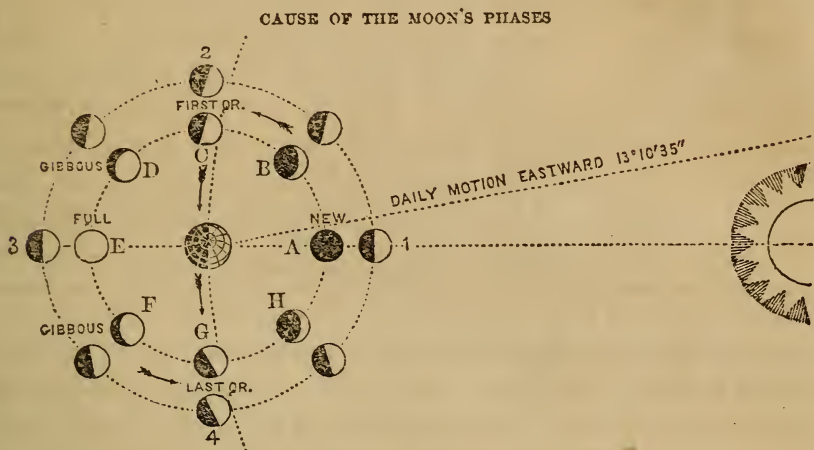 CAUSE OF THE MOON'S PHASES
2
FIRST QR.
C
B
GIBBOUS D
DAILY MOTION EASTWARD 13°10'35"
FULL
NEW
3 E A 1
F H
GIBBOUS
G
LAST QR.
4